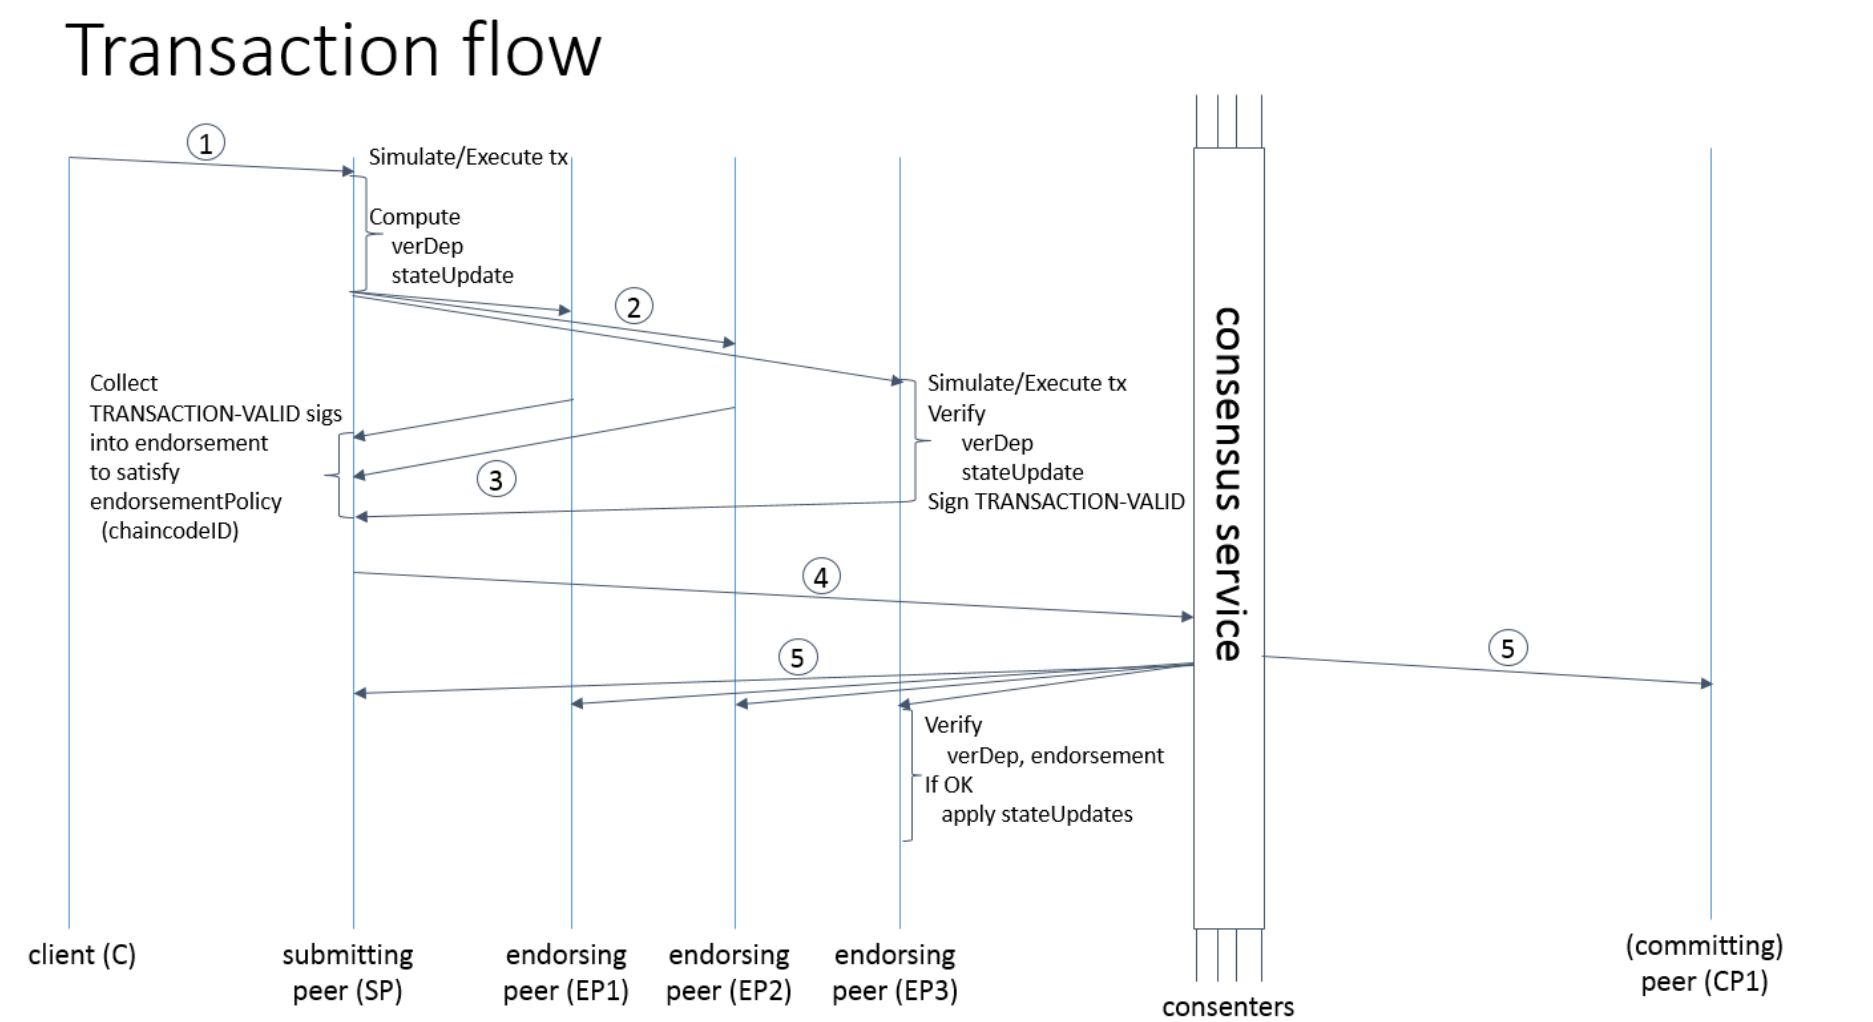 Transaction flow
1
Simulate/Execute tx
Compute
verDep
stateUpdate
2
Collect
TRANSACTION-VALID sigs
into endorsement
to satisfy
endorsementPolicy
(chaincodeID)
3
Simulate/Execute tx
Verify
verDep
stateUpdate
Sign TRANSACTION-VALID
consensus service
4
5
5
Verify
verDep, endorsement
If OK
apply stateUpdates
client (C)
submitting
peer (SP)
endorsing
peer (EP1)
endorsing
peer (EP2)
endorsing
peer (EP3)
consenters
(committing)
peer (CP1)